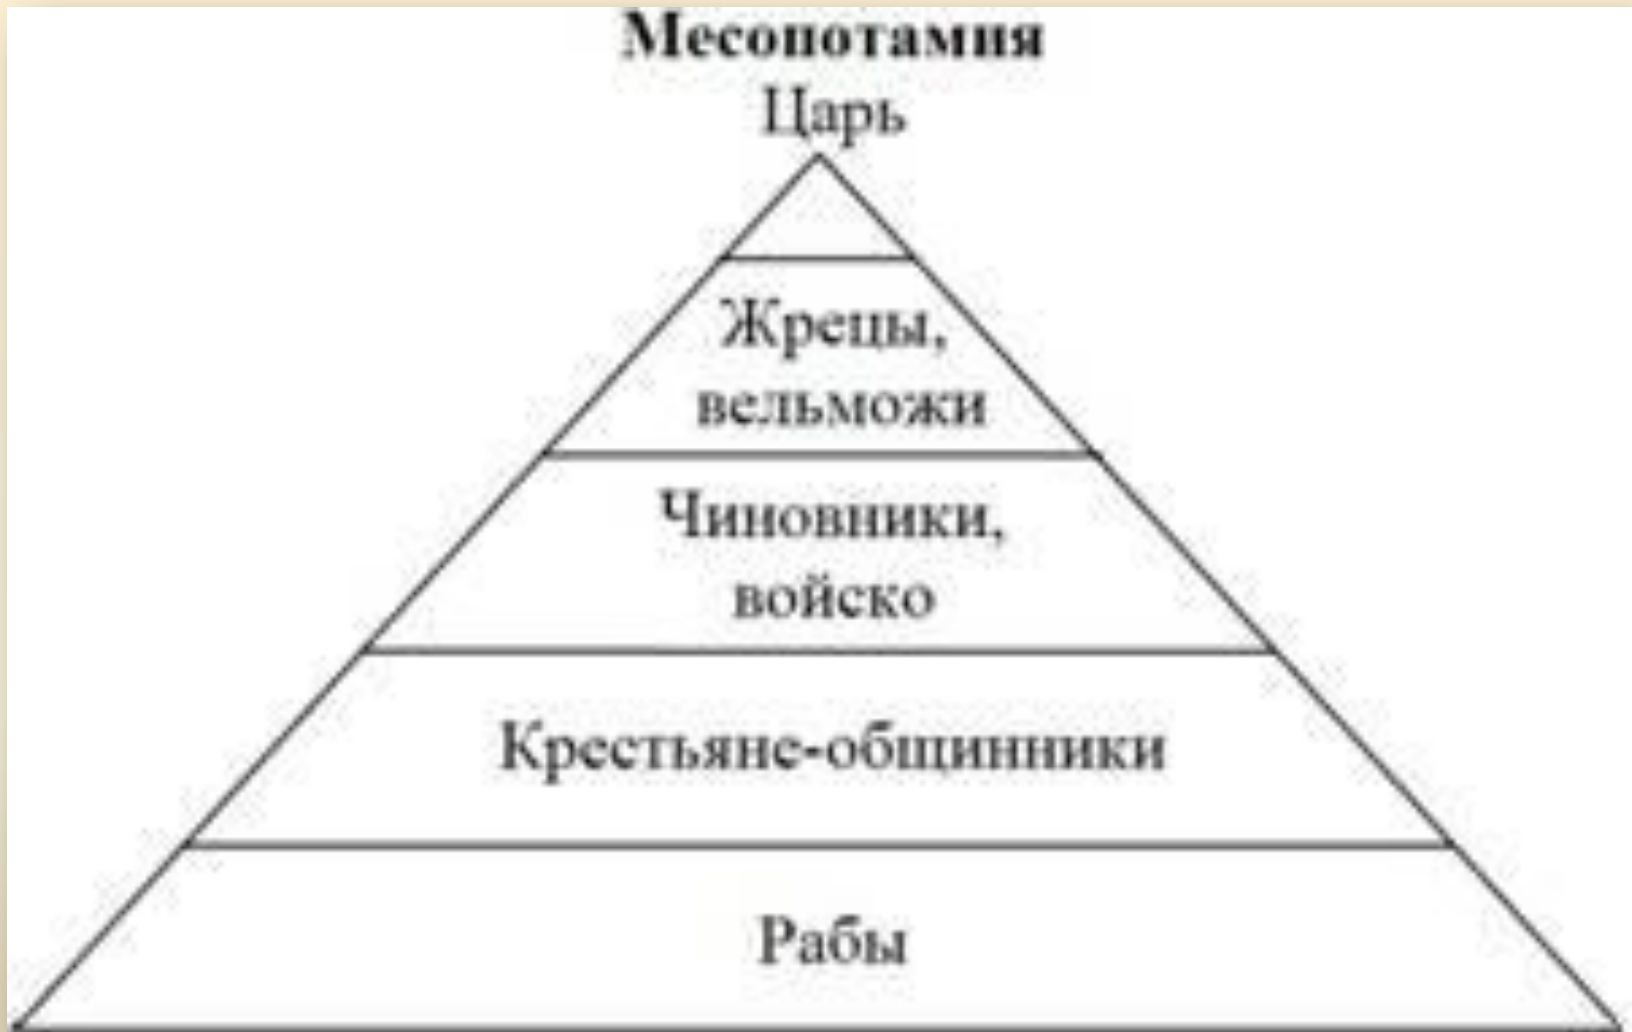 Месопотамия
Царь
Жрецы,
вельможи
Чиновники,
войско
Крестьяне-общинники
Рабы